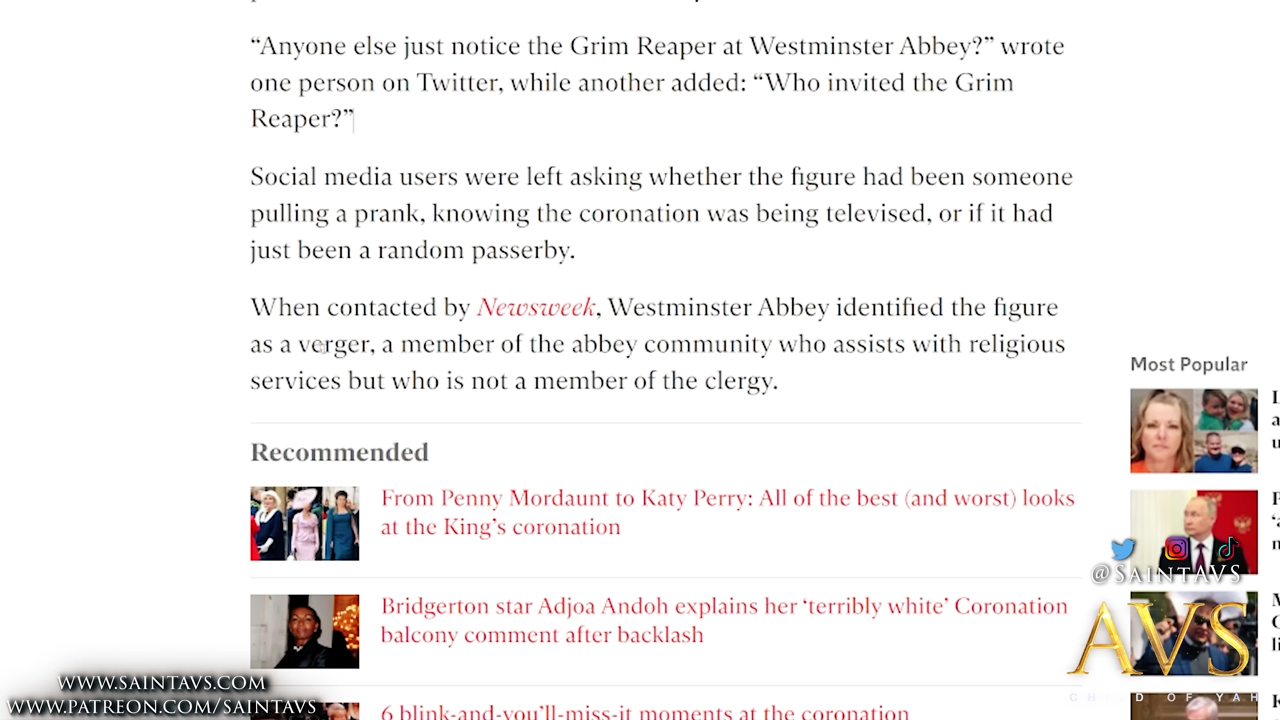 “Anyone else just notice the Grim Reaper at Westminster Abbey?” wrote
one person on Twitter, while another added: “Who invited the Grim
Reaper?”
Social media users were left asking whether the figure had been someone
pulling a prank, knowing the coronation was being televised, or if it had
just been a random passerby.
When contacted by Newsweek, Westminster Abbey identified the figure
as a verger, a member of the abbey community who assists with religious
services but who is not a member of the clergy.
Most Popular
Recommended
From Penny Mordaunt to Katy Perry: All of the best (and worst) looks
at the King’s coronation
Bridgerton star Adjoa Andoh explains her ‘terribly white’ Coronation
balcony comment after backlash
6 blink-and-you’ll-miss-it moments at the coronation
@SAINTAVS
AVS
CHILD OF YAH
WWW.SAINTAVS.COM
WWW.PATREON.COM/SAINTAVS